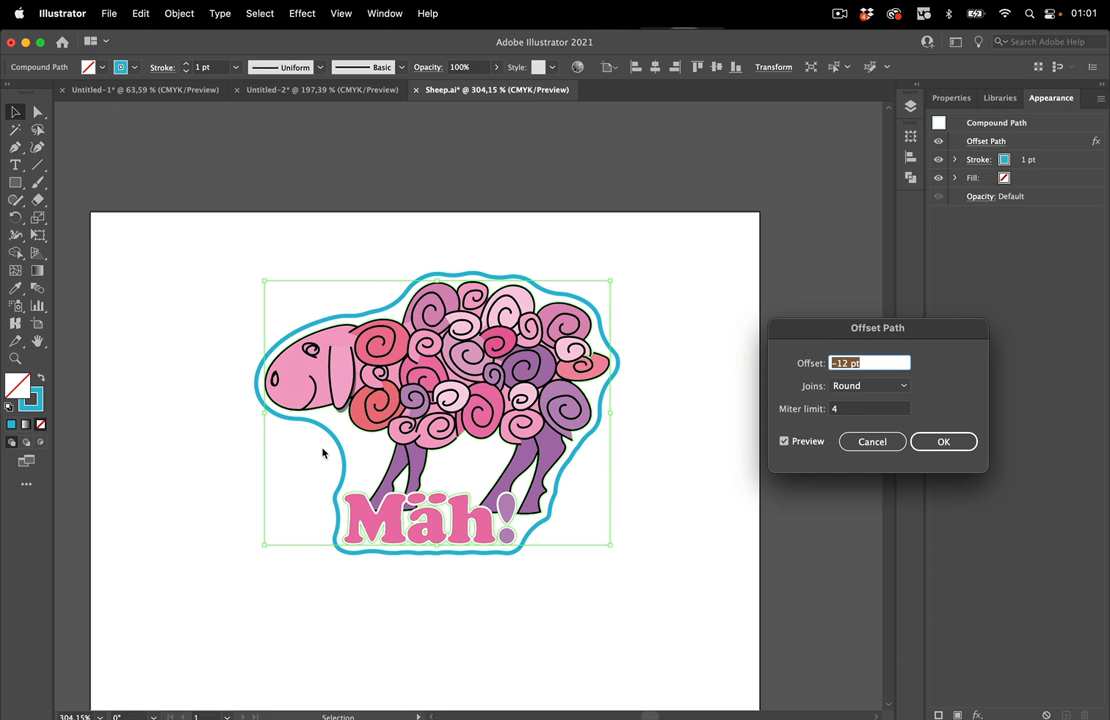 Illustrator File Edit Object Type Select Effect View Window Help 01:01
Adobe Illustrator 2021 Search Adobe Help
Compound Path Stroke: 1 pt Uniform Basic Opacity: 100% Style: Transform
Untitled-1* @ 63,59 % (CMYK/Preview) Untitled-2* @ 197,39 % (CMYK/Preview) Sheep.ai* @ 304,15 % (CMYK/Preview)
Properties Libraries Appearance
Compound Path
Offset Path fx
Stroke: 1 pt
Fill:
Opacity: Default
Offset Path
Offset: -12 pt
Joins: Round
Miter limit: 4
Preview Cancel OK
Mäh!
304,15% 0° 1 Selection fx